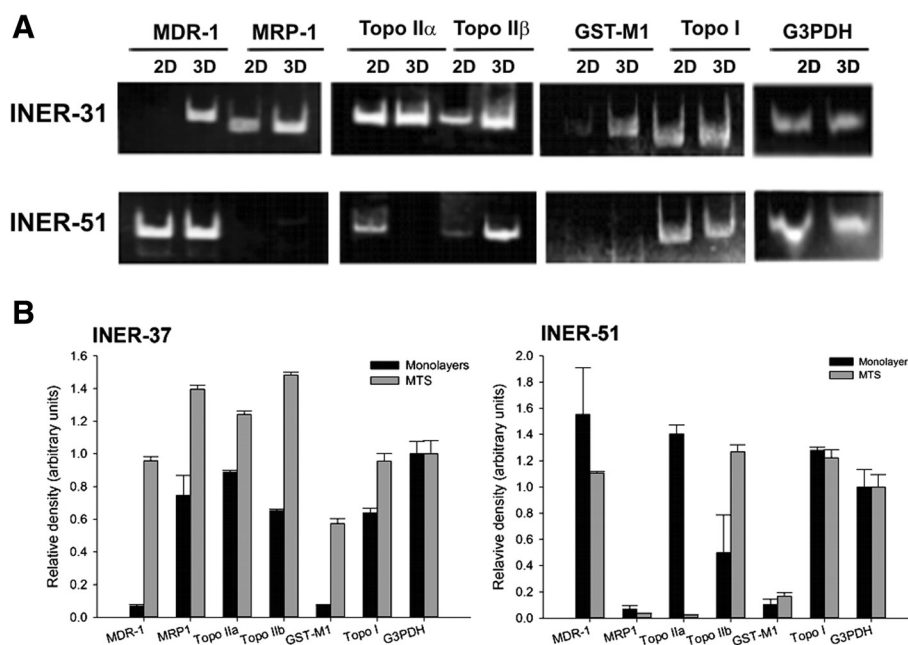 A
MDR-1 MRP-1 Topo IIα Topo IIβ GST-M1 Topo I G3PDH
2D 3D 2D 3D 2D 3D 2D 3D 2D 3D 2D 3D 2D 3D
INER-31
INER-51
B
INER-37
Monolayers
MTS
Relative density (arbitrary units)
1.6
1.4
1.2
1.0
0.8
0.6
0.4
0.2
0.0
MDR-1 MRP1 Topo IIa Topo IIb GST-M1 Topo I G3PDH
INER-51
Monolayer
MTS
Relavive density (arbitrary units)
2.0
1.8
1.6
1.4
1.2
1.0
0.8
0.6
0.4
0.2
0.0
MDR-1 MRP1 Topo IIa Topo IIb GST-M1 Topo I G3PDH